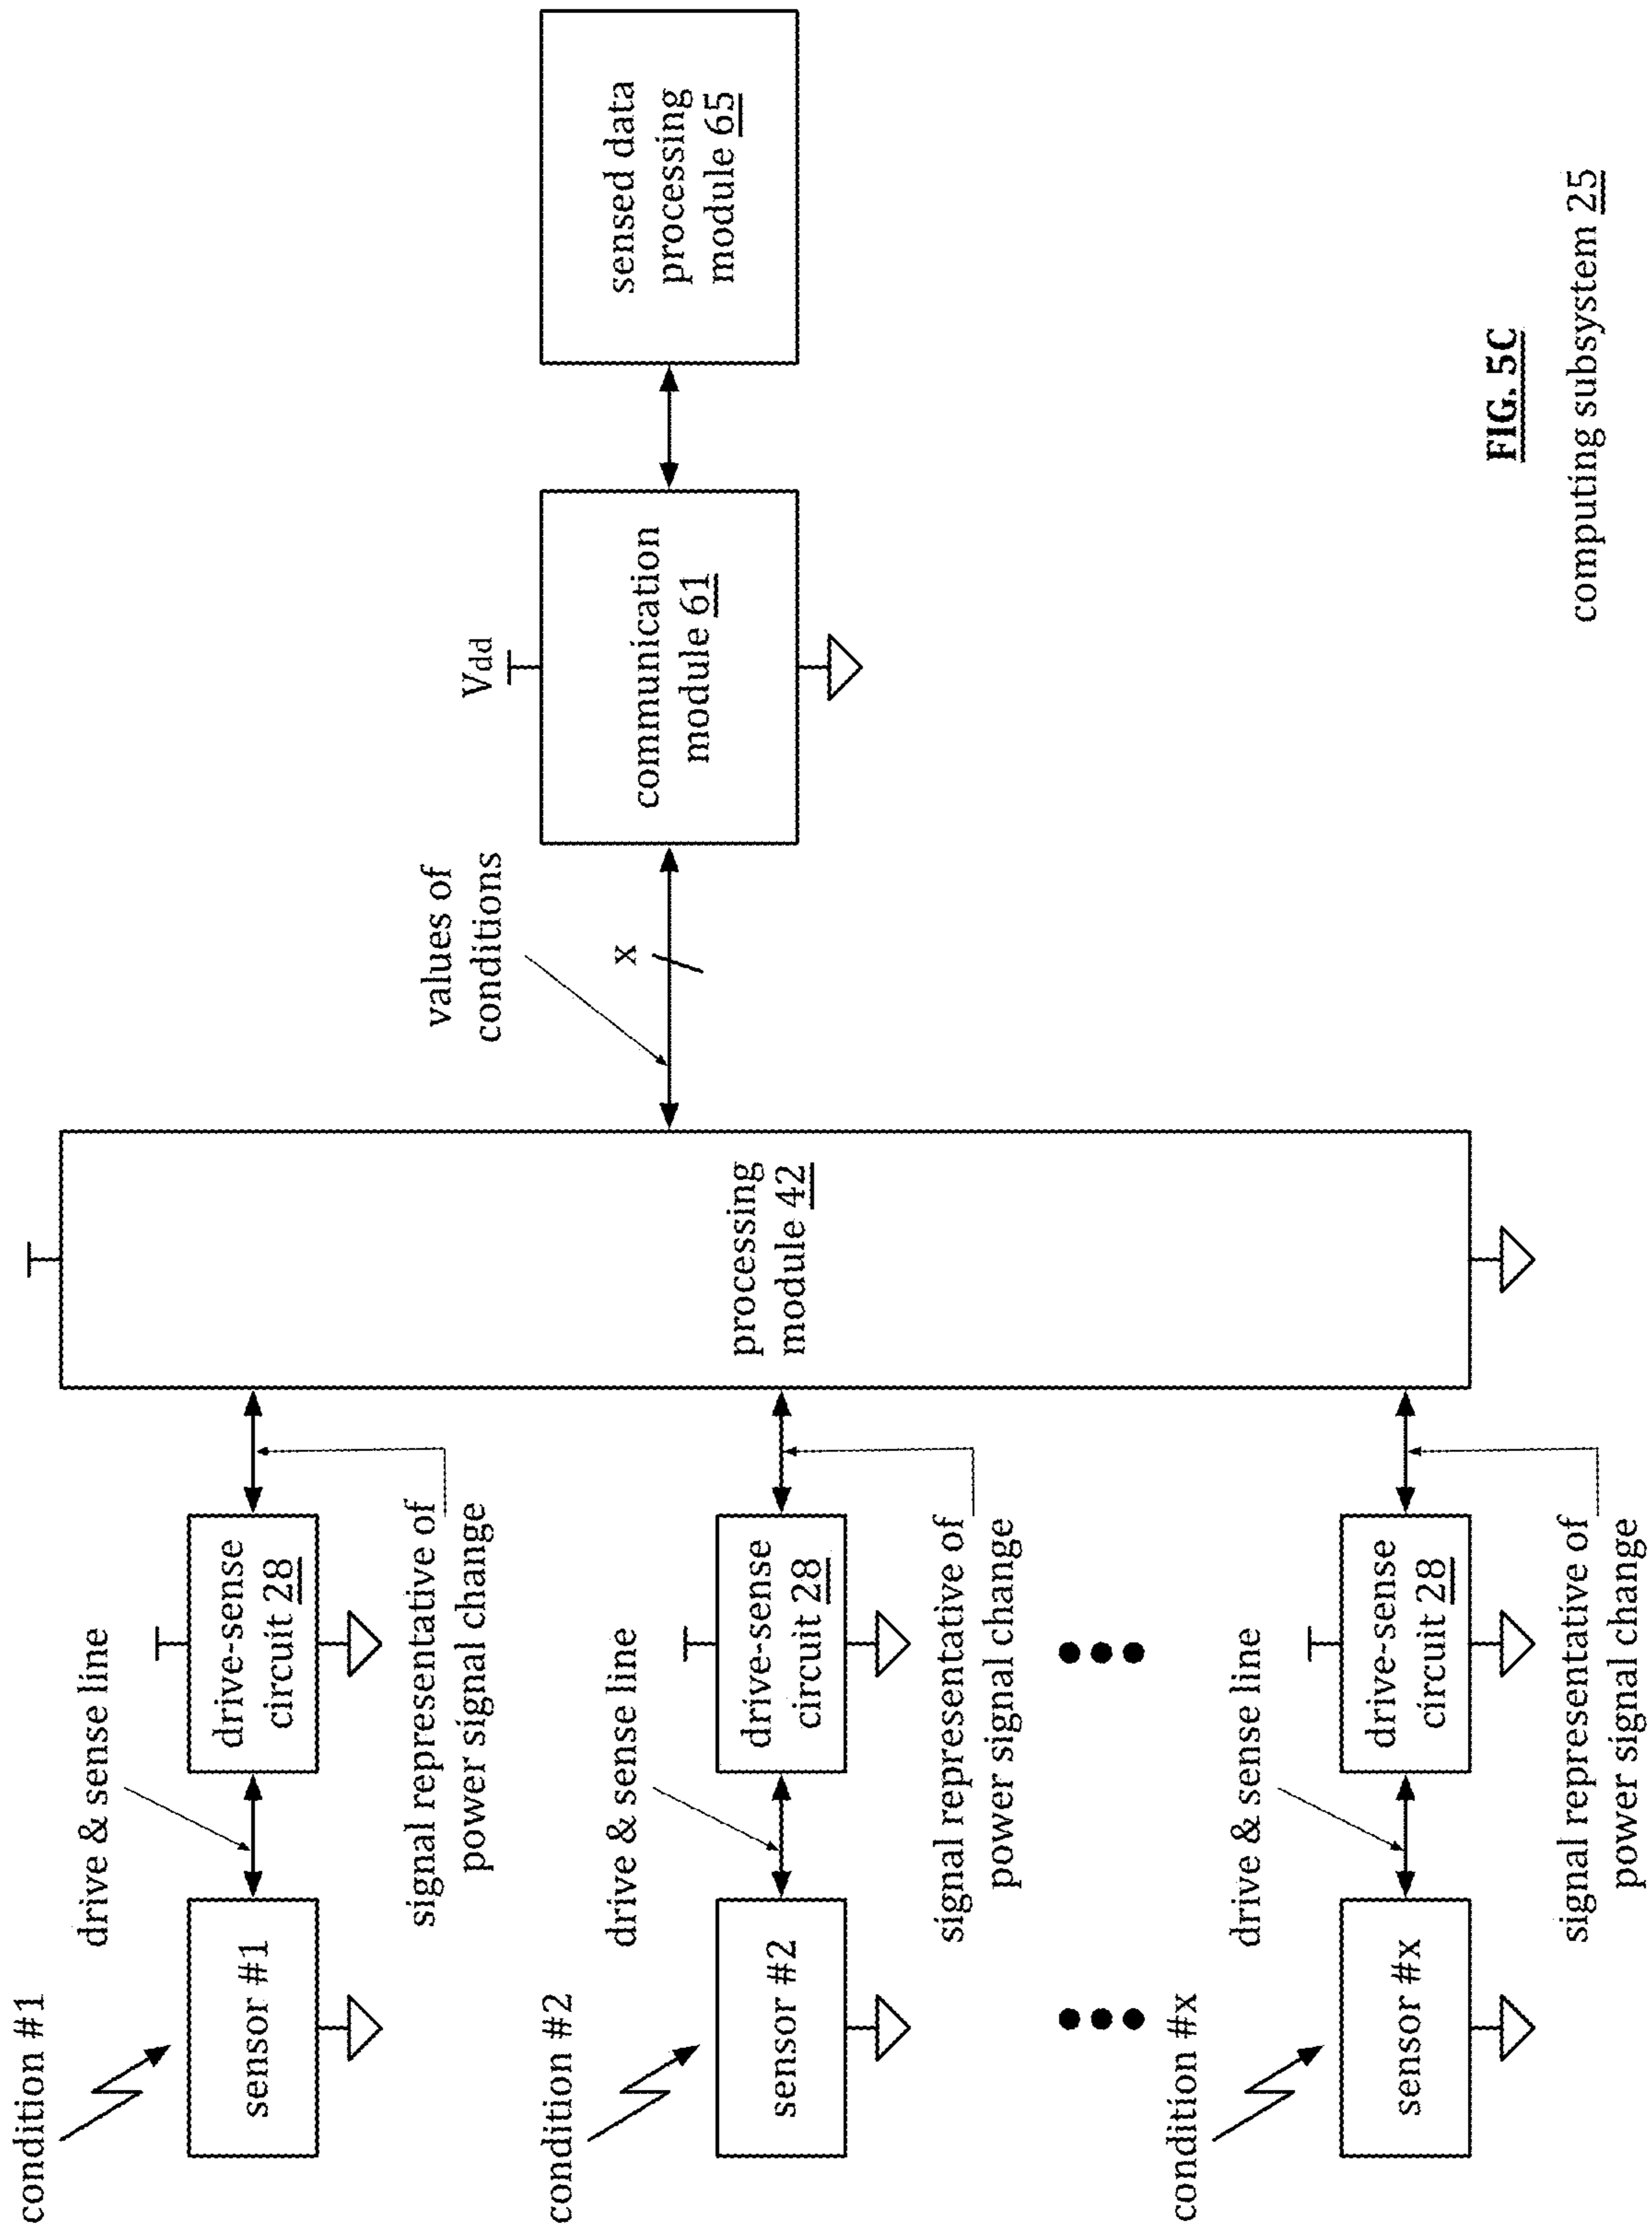 condition #1
drive & sense line
sensor #1
drive-sense
circuit 28
signal representative of
power signal change
condition #2
drive & sense line
sensor #2
drive-sense
circuit 28
signal representative of
power signal change
condition #x
drive & sense line
sensor #x
drive-sense
circuit 28
signal representative of
power signal change
processing
module 42
values of
conditions
x
Vdd
communication
module 61
sensed data
processing
module 65
FIG. 5C
computing subsystem 25